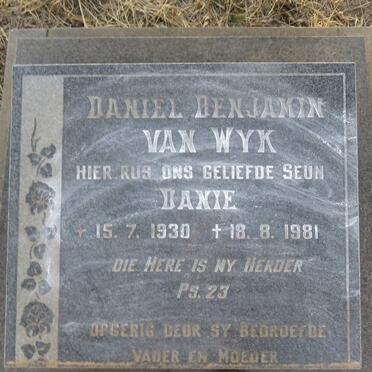 DANIEL BENJAMIN
VAN WYK
HIER RUS ONS GELIEFDE SEUN
DANIE
* 15. 7. 1930 † 18. 8. 1981
DIE HERE IS MY HERDER
PS. 23
OPGERIG DEUR SY BEDROEFDE
VADER EN MOEDER